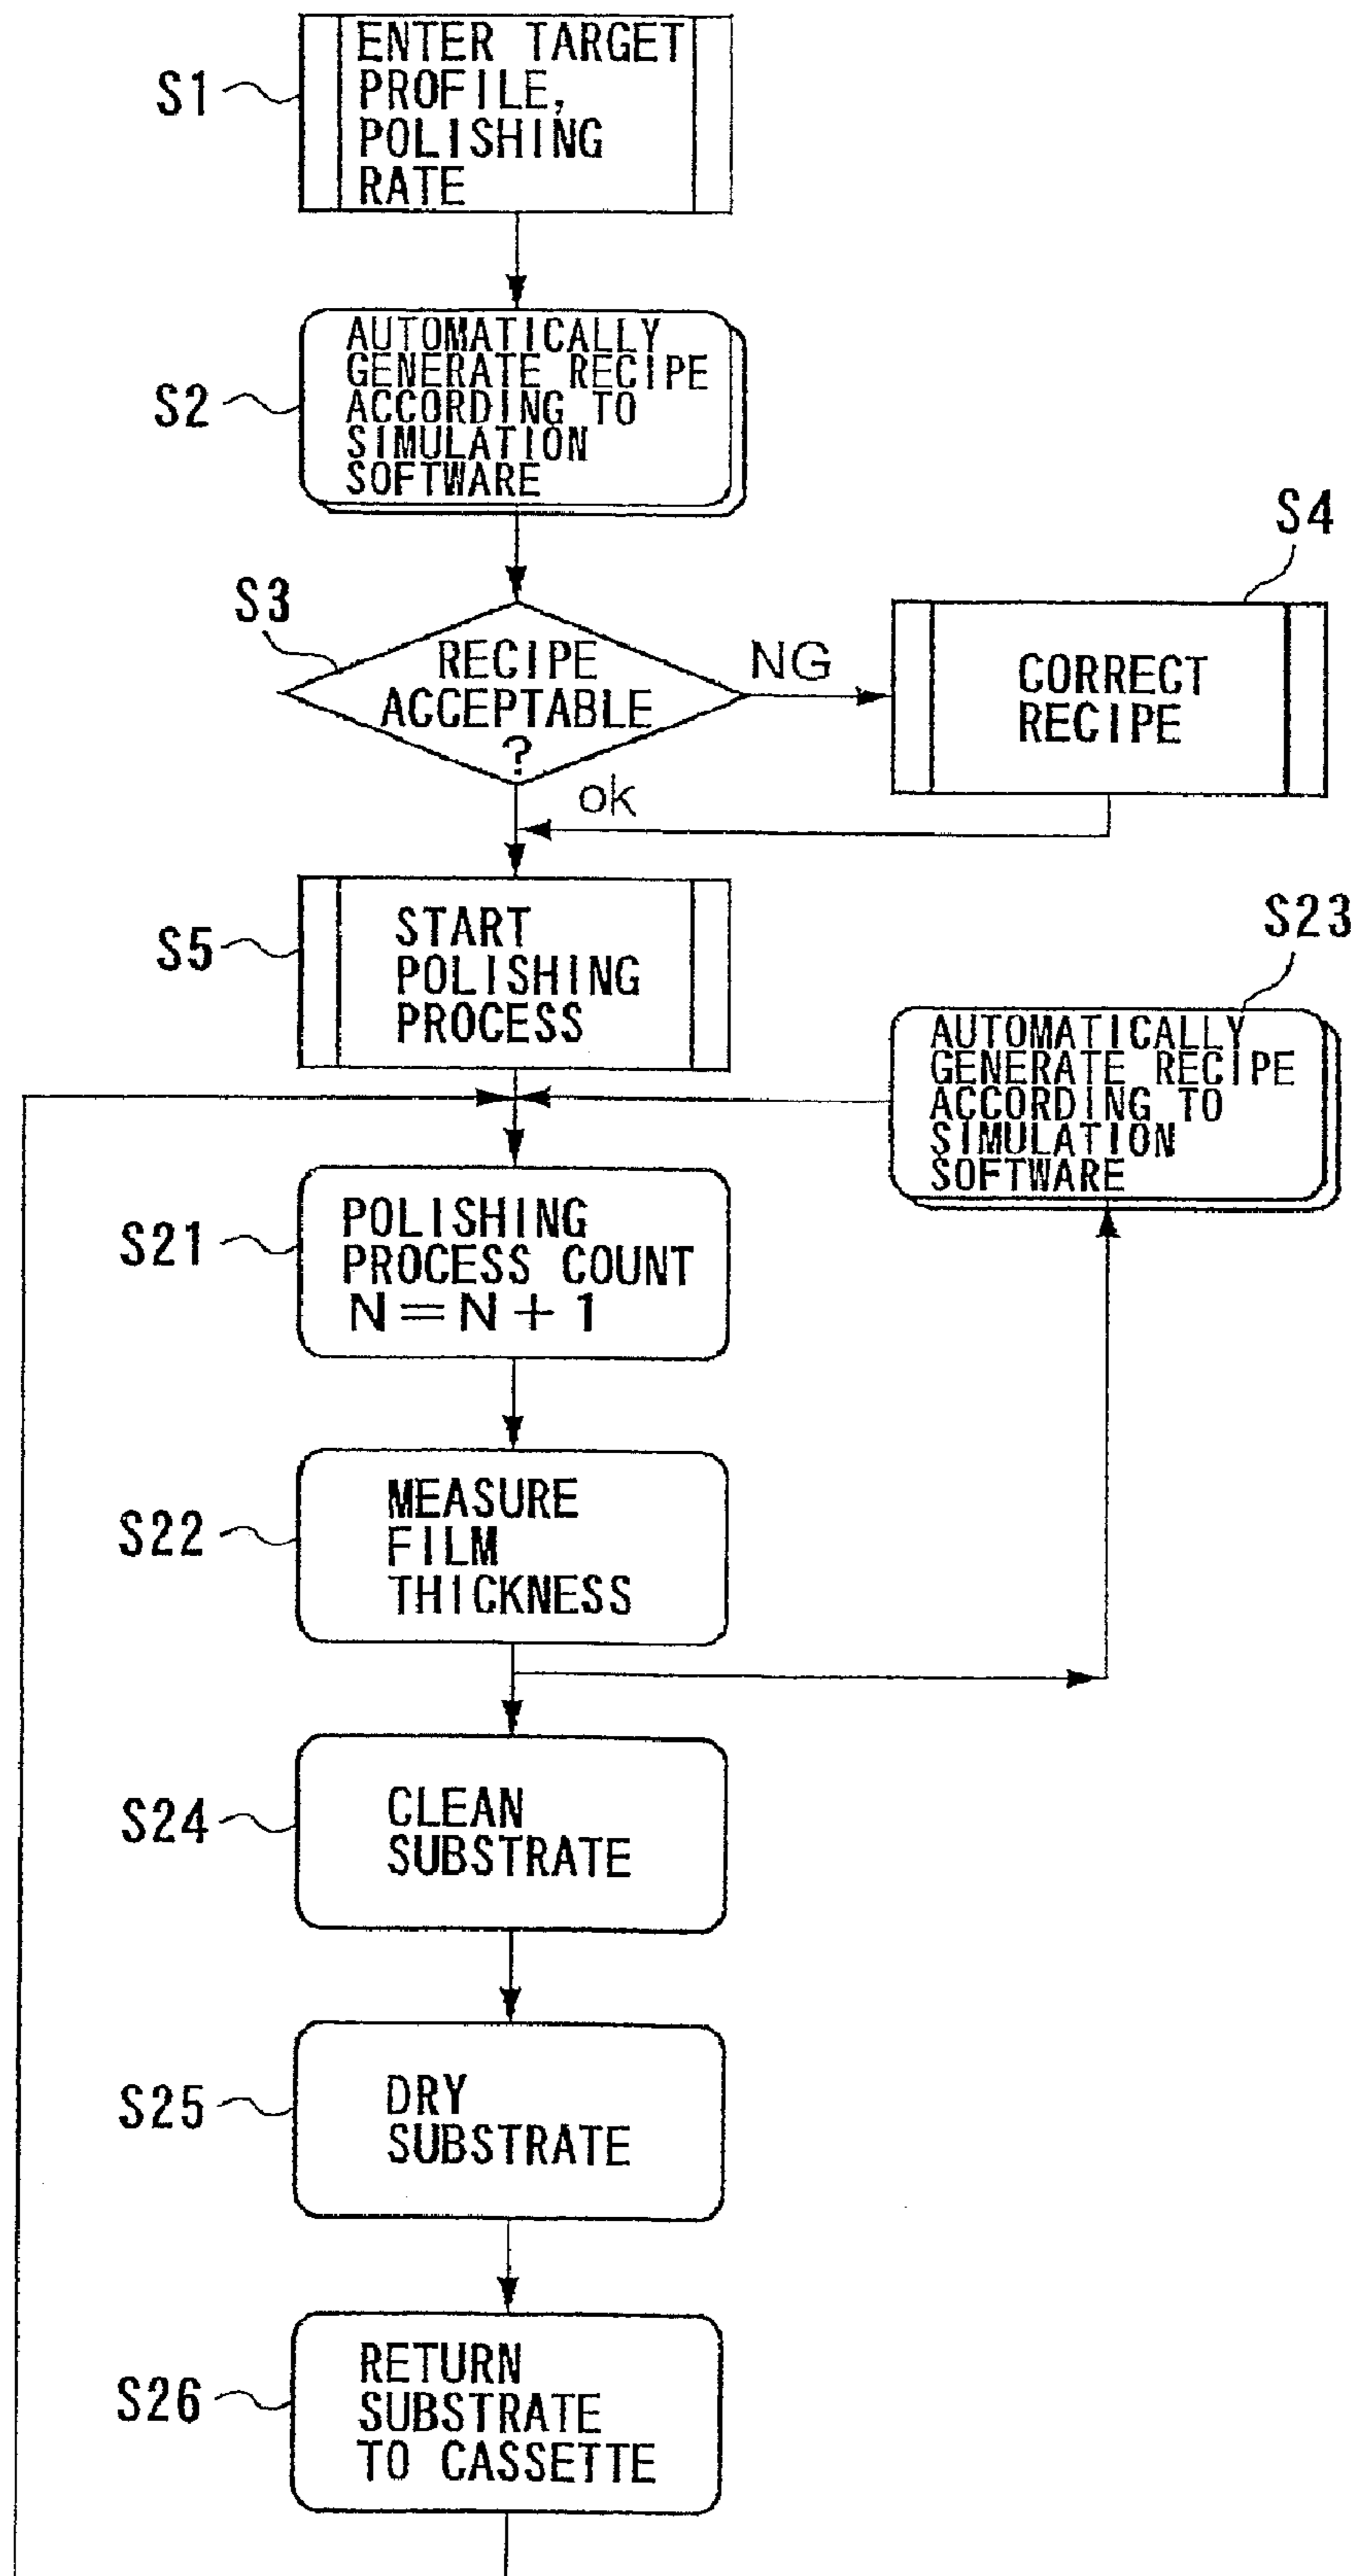 S1
ENTER TARGET
PROFILE,
POLISHING
RATE
S2
AUTOMATICALLY
GENERATE RECIPE
ACCORDING TO
SIMULATION
SOFTWARE
S3
RECIPE
ACCEPTABLE
?
NG
ok
S4
CORRECT
RECIPE
S5
START
POLISHING
PROCESS
S23
AUTOMATICALLY
GENERATE RECIPE
ACCORDING TO
SIMULATION
SOFTWARE
S21
POLISHING
PROCESS COUNT
N=N+1
S22
MEASURE
FILM
THICKNESS
S24
CLEAN
SUBSTRATE
S25
DRY
SUBSTRATE
S26
RETURN
SUBSTRATE
TO CASSETTE